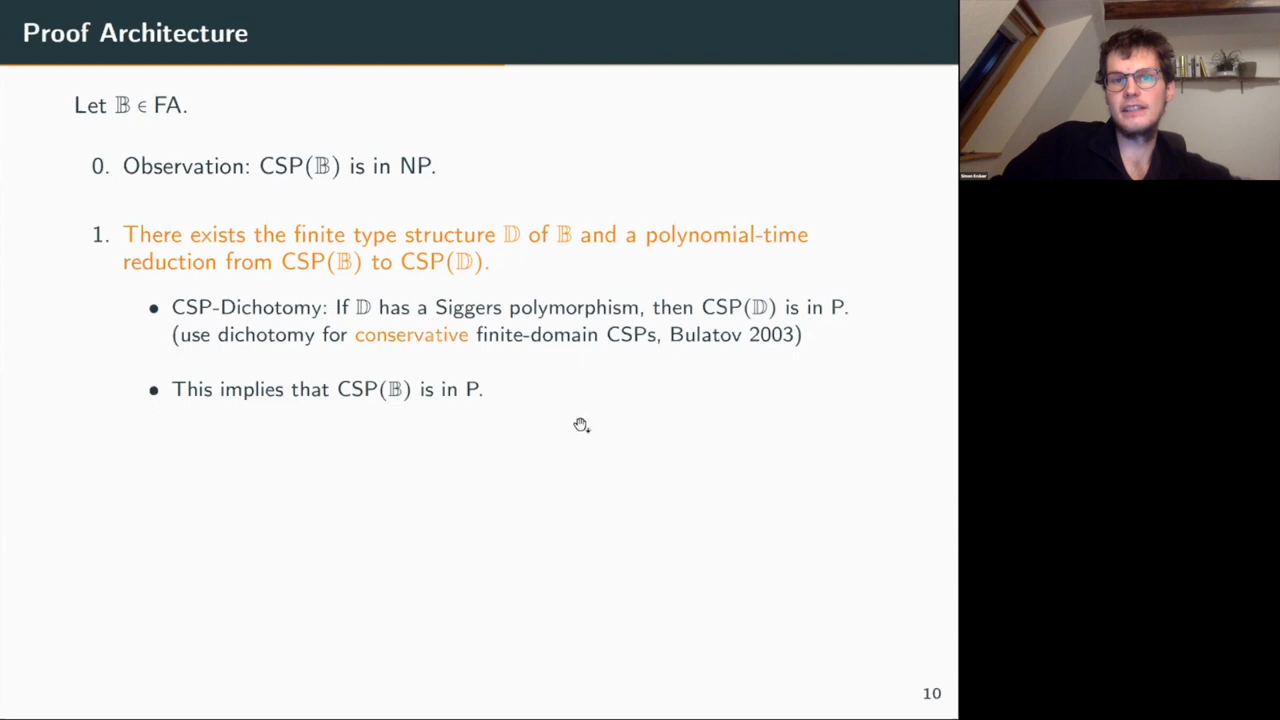 Proof Architecture
Let 𝔹 ∈ FA.
0. Observation: CSP(𝔹) is in NP.
1. There exists the finite type structure 𝔻 of 𝔹 and a polynomial-time
reduction from CSP(𝔹) to CSP(𝔻).
• CSP-Dichotomy: If 𝔻 has a Siggers polymorphism, then CSP(𝔻) is in P.
(use dichotomy for conservative finite-domain CSPs, Bulatov 2003)
• This implies that CSP(𝔹) is in P.
10